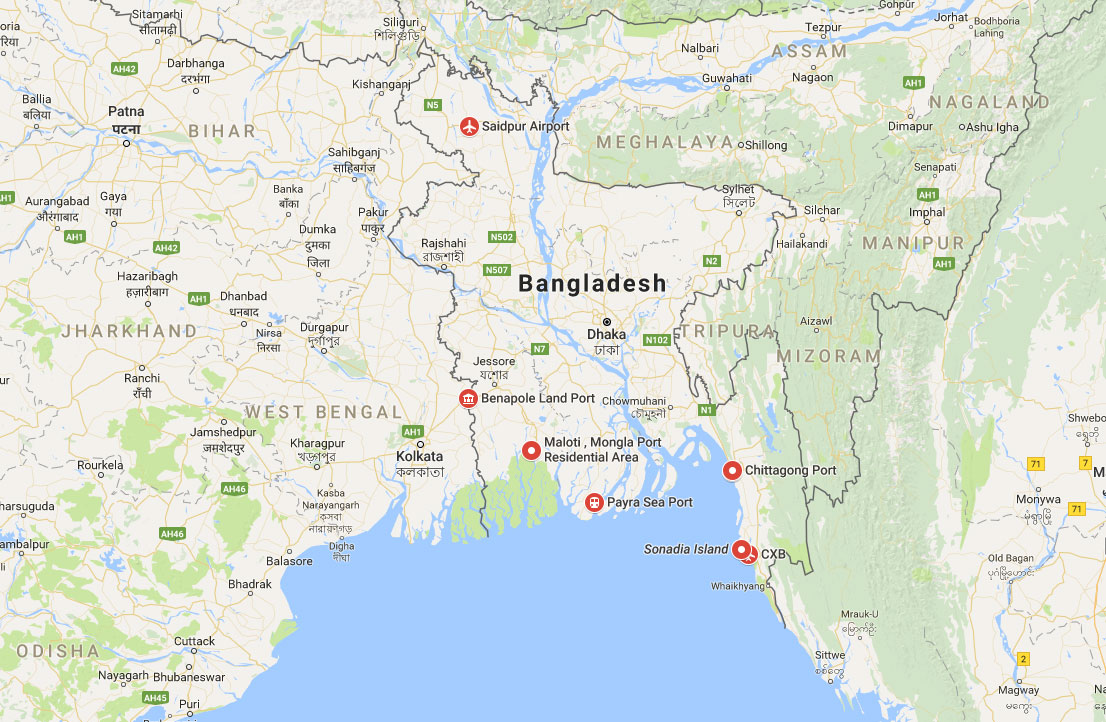 Gohpur
Sitamarhi
सीतामढ़ी
Siliguri
শিলিগুড়ি
Jorhat
Bodhboria
Lahing
Tezpur
ASSAM
Nalbari
Darbhanga
दरभंगा
AH42
Kishanganj
Guwahati
Nagaon
AH1
Ballia
बलिया
Patna
पटना
BIHAR
N5
Saidpur Airport
NAGALAND
Dimapur
Ashu Igha
MEGHALAYA
Shillong
Sahibganj
साहिबगंज
Senapati
AH1
Banka
बाँका
Sylhet
সিলেট
Aurangabad
औरंगाबाद
Gaya
गया
AH1
Pakur
पाकुर
Silchar
Imphal
Dumka
दुमका
जिला
AH42
Rajshahi
রাজশাহী
N502
Hailakandi
MANIPUR
N2
AH1
N507
Hazaribagh
हज़ारीबाग
Bangladesh
Dhanbad
धनबाद
AH1
Dhaka
ঢাকা
JHARKHAND
Nirsa
निरसा
Durgapur
দুর্গাপুর
N102
TRIPURA
Aizawl
N7
MIZORAM
Jessore
যশোর
Ranchi
राँची
Benapole Land Port
Chowmuhani
চৌমুহনী
N1
WEST BENGAL
Jamshedpur
जमशेदपुर
AH1
Kharagpur
খড়্গপুর
Kolkata
কলকাতা
Maloti , Mongla Port
Residential Area
Chittagong Port
Rourkela
71
7
AH46
Kasba
Narayangarh
কসবা
নারায়ণগড়
Payra Sea Port
Monywa
71
AH46
Digha
দীঘা
Balasore
Sonadia Island
CXB
Old Bagan
Whaikhyang
Bhadrak
Mrauk-U
Cuttack
ODISHA
Sittwe
2
Nayagarh
Bhubaneswar
AH45
Puri
Magway